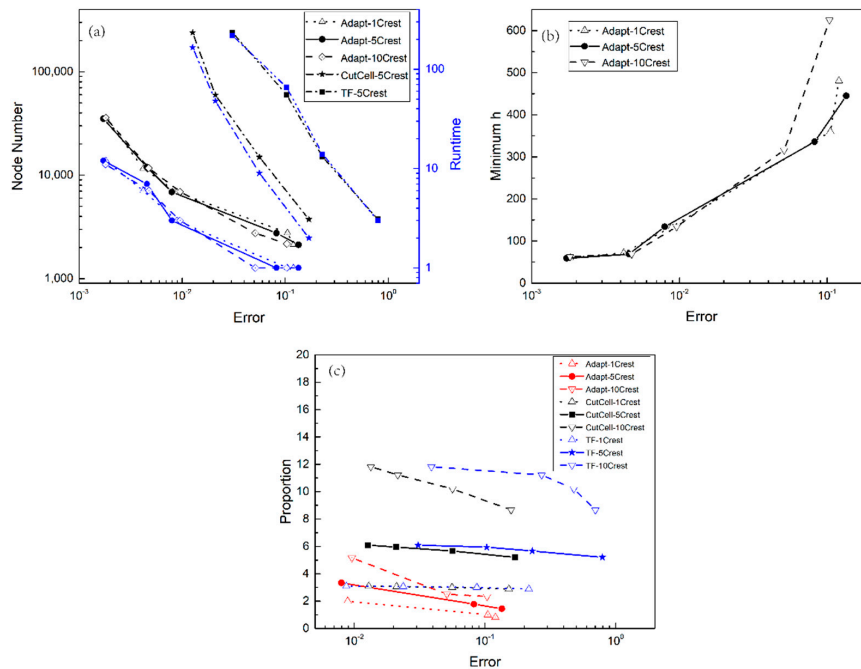 (a)
Adapt-1Crest
Adapt-5Crest
Adapt-10Crest
CutCell-5Crest
TF-5Crest
Node Number
100,000
10,000
1.000
Runtime
100
10
1
10⁻³
10⁻²
10⁻¹
10⁰
Error
(b)
Adapt-1Crest
Adapt-5Crest
Adapt-10Crest
Minimum h
600
500
400
300
200
100
0
10⁻³
10⁻²
10⁻¹
Error
(c)
Adapt-1Crest
Adapt-5Crest
Adapt-10Crest
CutCell-1Crest
CutCell-5Crest
CutCell-10Crest
TF-1Crest
TF-5Crest
TF-10Crest
Proportion
20
18
16
14
12
10
8
6
4
2
0
10⁻²
10⁻¹
10⁰
Error